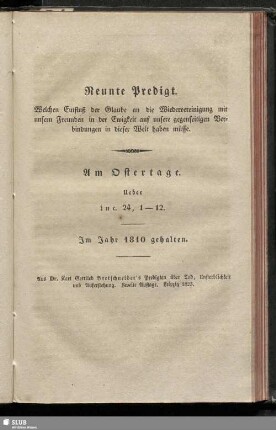 Neunte Predigt.
Welchen Einfluß der Glaube an die Wiedervereinigung mit
unsern Freunden in der Ewigkeit auf unsere gegenseitigen Ver-
bindungen in dieser Welt haben müsse.
Am Ostertage.
Ueber
Luc. 24, 1—12.
Im Jahr 1810 gehalten.
Aus Dr. Karl Gottlieb Bretschneider's Predigten über Tod, Unsterblichkeit
und Auferstehung. Zweite Auflage. Leipzig 1823.
SLUB